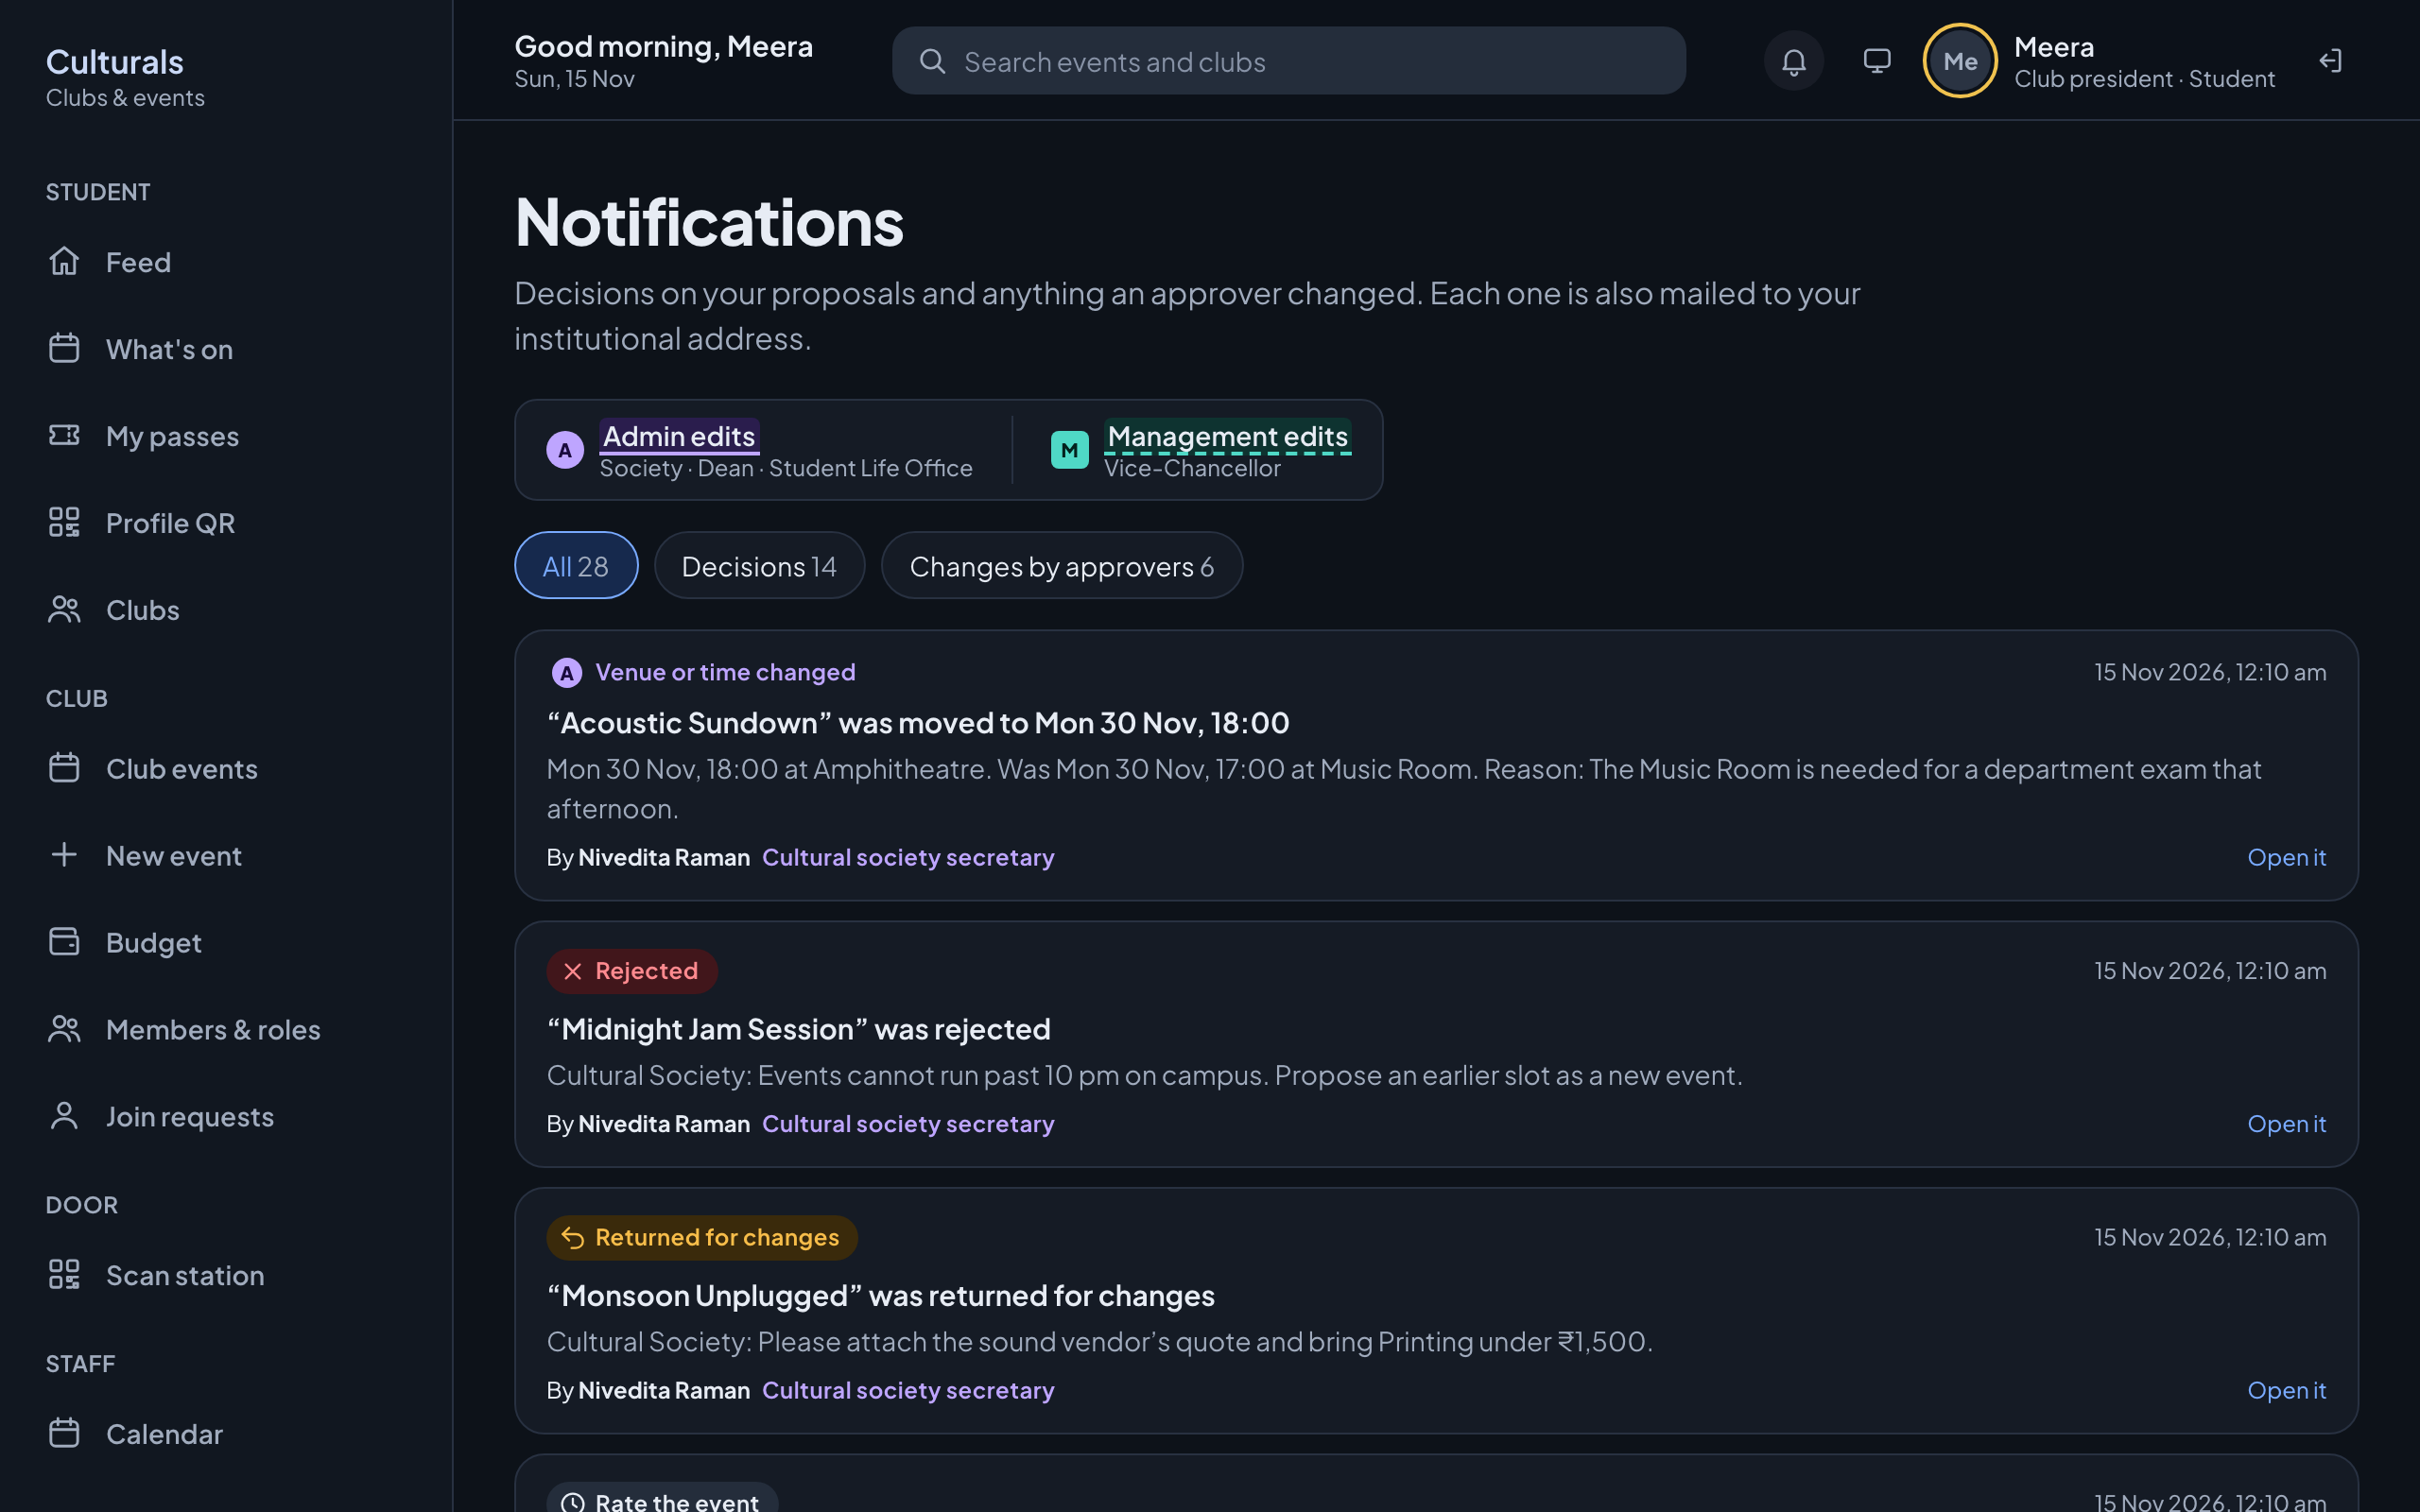 Culturals
Clubs & events
STUDENT
Feed
What's on
My passes
Profile QR
Clubs
CLUB
Club events
New event
Budget
Members & roles
Join requests
DOOR
Scan station
STAFF
Calendar
Good morning, Meera
Sun, 15 Nov
Search events and clubs
Me
Meera
Club president · Student
Notifications
Decisions on your proposals and anything an approver changed. Each one is also mailed to your
institutional address.
A Admin edits
Society · Dean · Student Life Office
M Management edits
Vice-Chancellor
All 28
Decisions 14
Changes by approvers 6
A Venue or time changed
15 Nov 2026, 12:10 am
“Acoustic Sundown” was moved to Mon 30 Nov, 18:00
Mon 30 Nov, 18:00 at Amphitheatre. Was Mon 30 Nov, 17:00 at Music Room. Reason: The Music Room is needed for a department exam that
afternoon.
By Nivedita Raman Cultural society secretary
Open it
Rejected
15 Nov 2026, 12:10 am
“Midnight Jam Session” was rejected
Cultural Society: Events cannot run past 10 pm on campus. Propose an earlier slot as a new event.
By Nivedita Raman Cultural society secretary
Open it
Returned for changes
15 Nov 2026, 12:10 am
“Monsoon Unplugged” was returned for changes
Cultural Society: Please attach the sound vendor’s quote and bring Printing under ₹1,500.
By Nivedita Raman Cultural society secretary
Open it
Rate the event
15 Nov 2026, 12:10 am